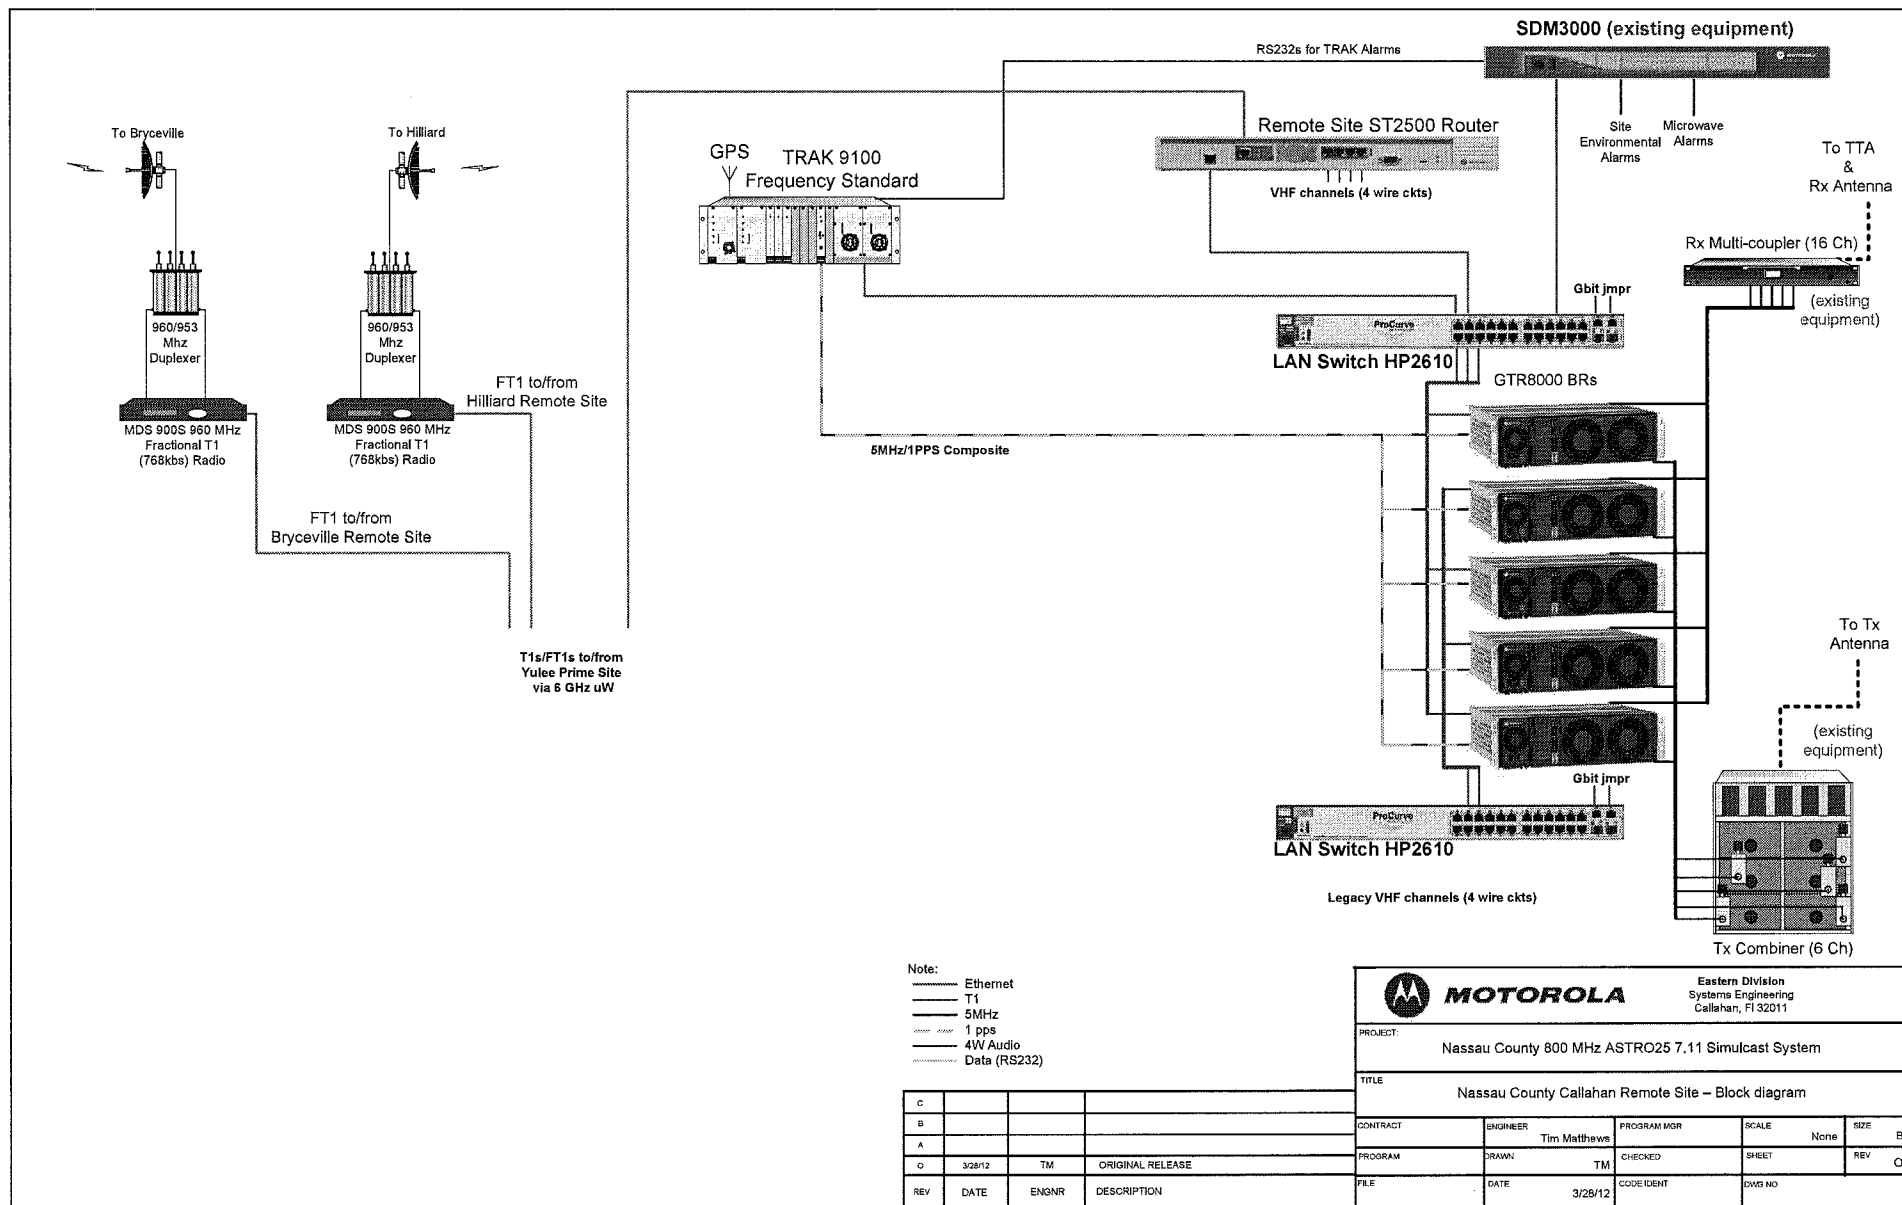 SDM3000 (existing equipment)
RS232s for TRAK Alarms
Site
Environmental
Alarms
Microwave
Alarms
To Bryceville
To Hilliard
Remote Site ST2500 Router
VHF channels (4 wire ckts)
GPS
TRAK 9100
Frequency Standard
To TTA
&
Rx Antenna
Rx Multi-coupler (16 Ch)
(existing
equipment)
960/953
Mhz
Duplexer
960/953
Mhz
Duplexer
Gbit jmpr
ProCurve
LAN Switch HP2610
GTR8000 BRs
FT1 to/from
Hilliard Remote Site
MDS 900S 960 MHz
Fractional T1
(768kbs) Radio
MDS 900S 960 MHz
Fractional T1
(768kbs) Radio
5MHz/1PPS Composite
FT1 to/from
Bryceville Remote Site
T1s/FT1s to/from
Yulee Prime Site
via 6 GHz uW
To Tx
Antenna
(existing
equipment)
Gbit jmpr
ProCurve
LAN Switch HP2610
Legacy VHF channels (4 wire ckts)
Tx Combiner (6 Ch)
Note:
Ethernet
T1
5MHz
1 pps
4W Audio
Data (RS232)
MOTOROLA
Eastern Division
Systems Engineering
Callahan, Fl 32011
PROJECT:
Nassau County 800 MHz ASTRO25 7.11 Simulcast System
TITLE
Nassau County Callahan Remote Site – Block diagram
CONTRACT
ENGINEER
Tim Matthews
PROGRAM MGR
SCALE
None
SIZE
B
PROGRAM
DRAWN
TM
CHECKED
SHEET
REV
O
FILE
DATE
3/28/12
CODE IDENT
DWG NO
C
B
A
O 3/28/12 TM ORIGINAL RELEASE
REV DATE ENGNR DESCRIPTION